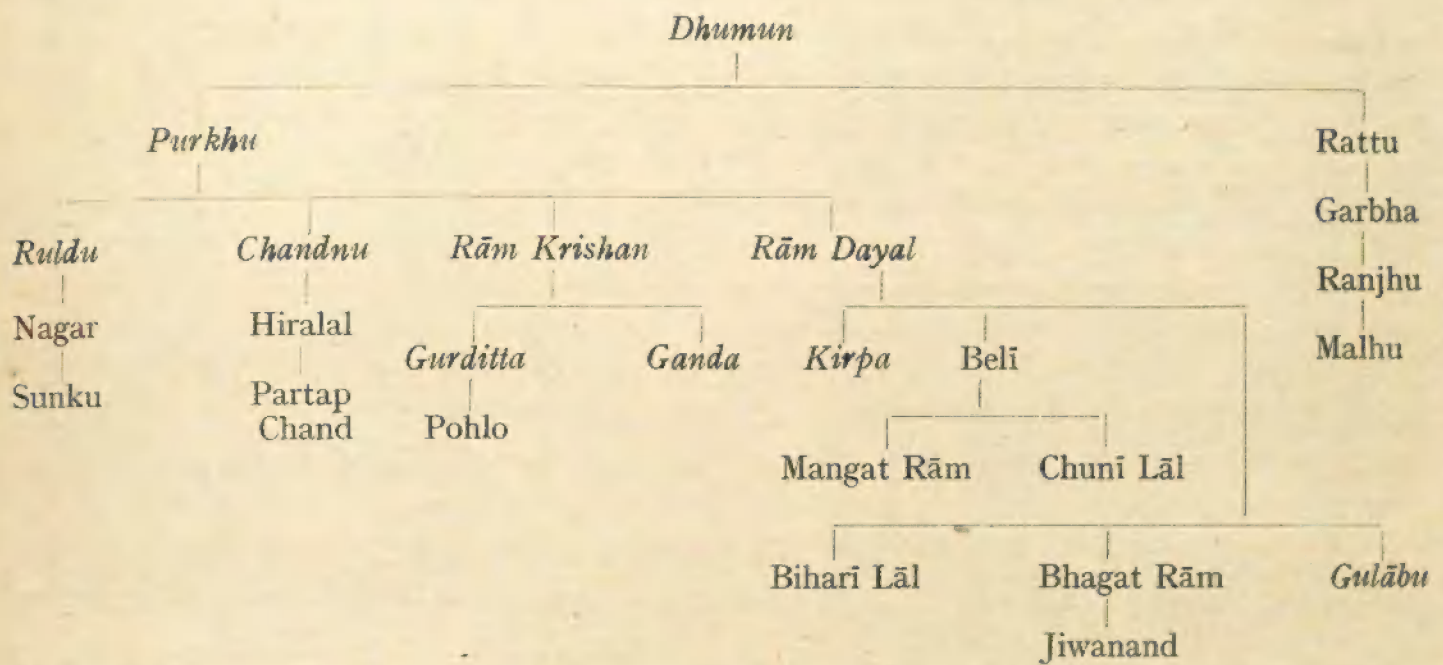 Dhumun
Purkhu
Rattu
Garbha
Ruldu Chandnu Rām Krishan Rām Dayal
Ranjhu
Nagar Hiralal
Gurditta Ganda Kirpa Belī
Malhu
Sunku Partap
Chand Pohlo
Mangat Rām Chunī Lāl
Biharī Lāl Bhagat Rām Gulābu
Jiwanand